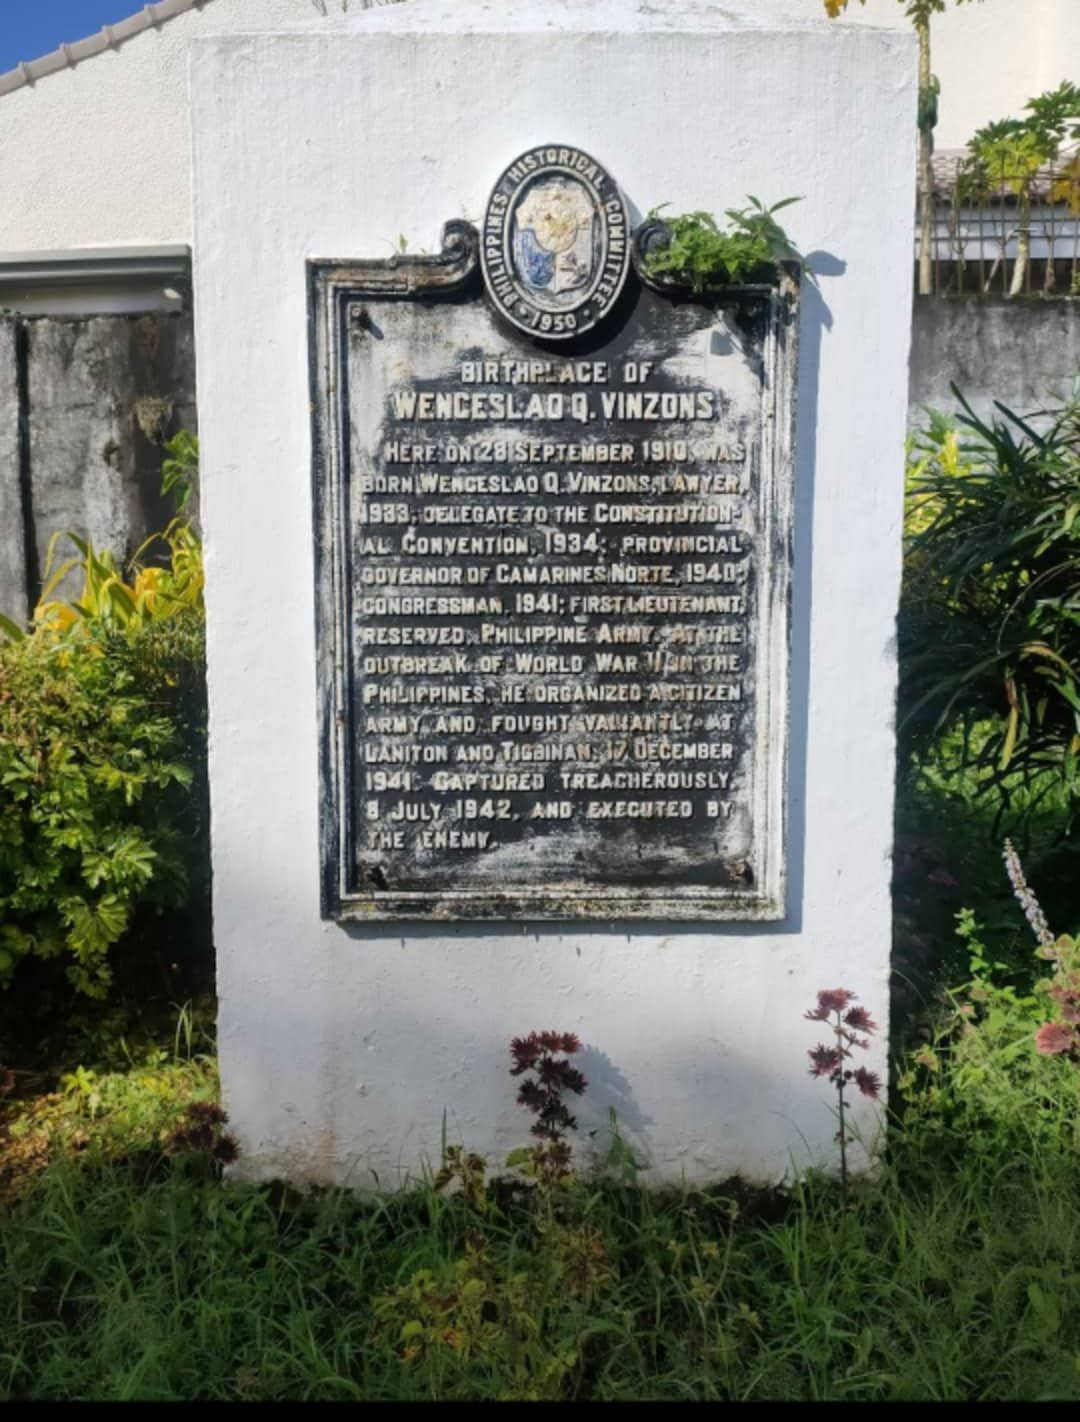 PHILIPPINES HISTORICAL COMMITTEE
• 1950 •
BIRTHPLACE OF
WENCESLAO Q. VINZONS
HERE ON 28 SEPTEMBER 1910, WAS
BORN WENCESLAO Q. VINZONS, LAWYER,
1933; DELEGATE TO THE CONSTITUTION-
AL CONVENTION, 1934; PROVINCIAL
GOVERNOR OF CAMARINES NORTE, 1940;
CONGRESSMAN, 1941; FIRST LIEUTENANT,
RESERVED, PHILIPPINE ARMY. AT THE
OUTBREAK OF WORLD WAR II IN THE
PHILIPPINES, HE ORGANIZED A CITIZEN
ARMY AND FOUGHT VALIANTLY AT
LANITON AND TIGBINAN, 17 DECEMBER
1941. CAPTURED TREACHEROUSLY,
8 JULY 1942, AND EXECUTED BY
THE ENEMY.